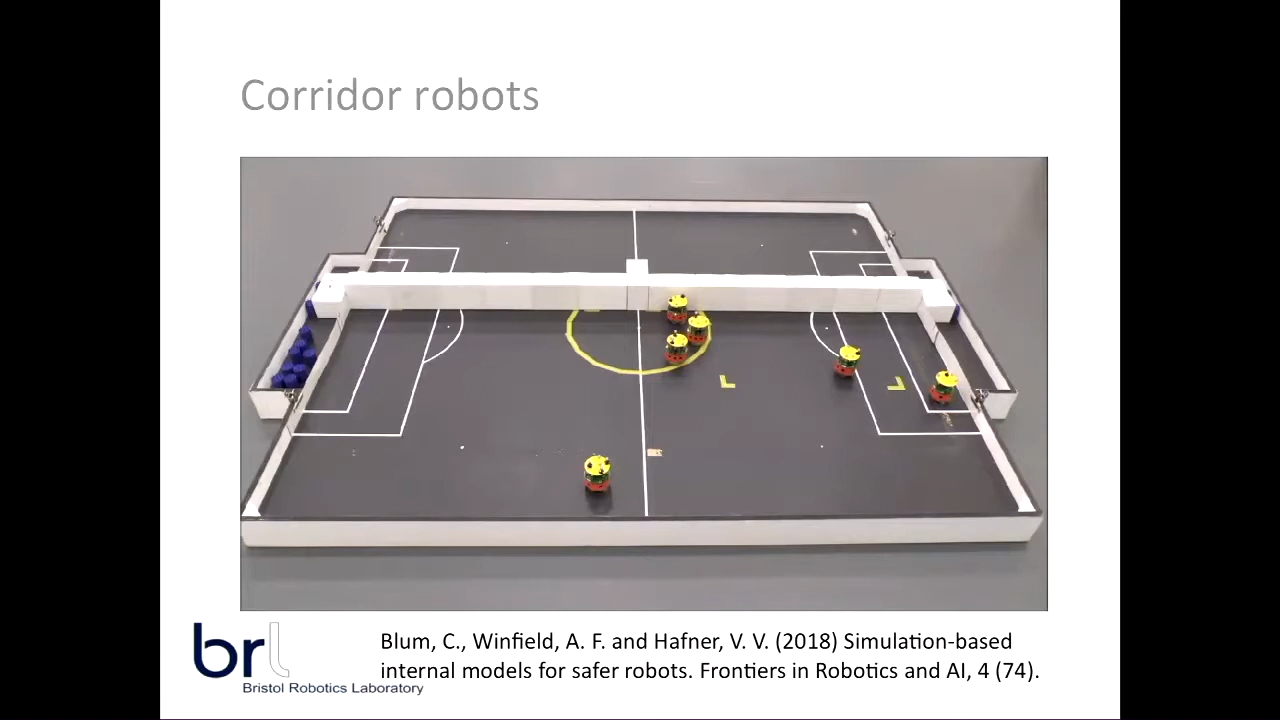 Corridor robots
Blum, C., Winfield, A. F. and Hafner, V. V. (2018) Simulation-based
internal models for safer robots. Frontiers in Robotics and AI, 4 (74).
brl
Bristol Robotics Laboratory